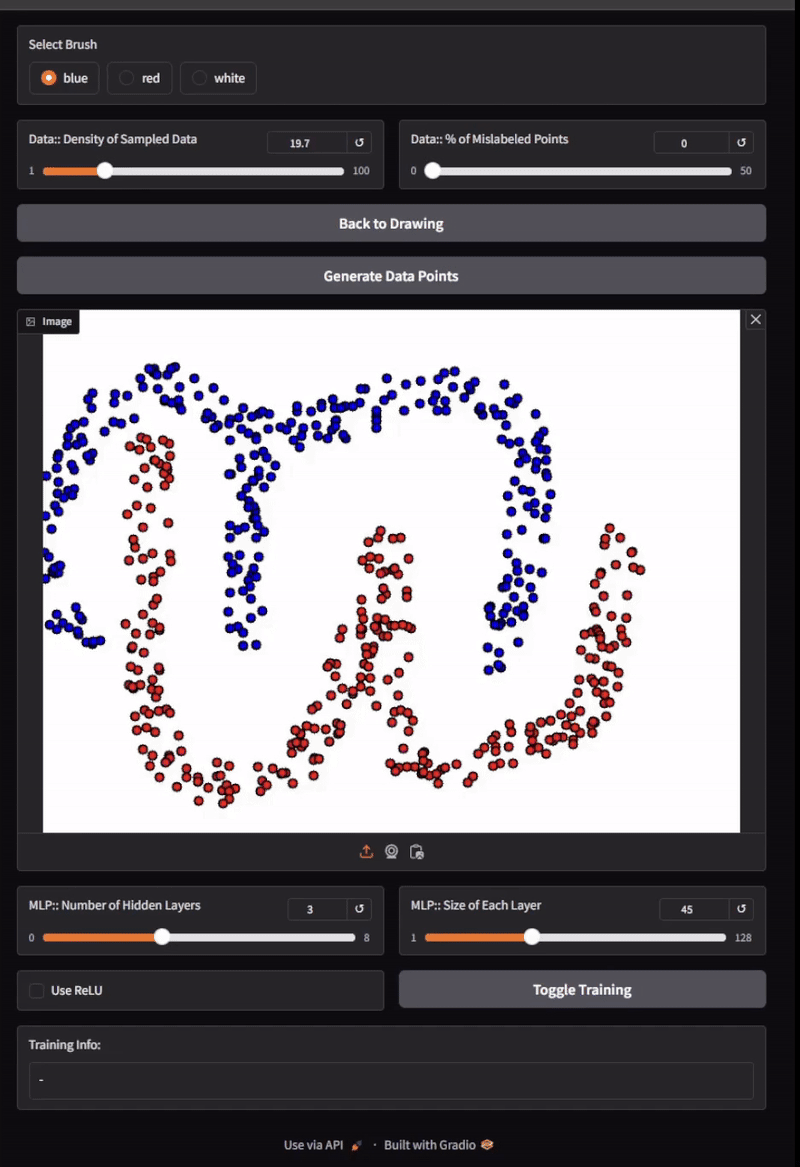 Select Brush
blue red white
Data:: Density of Sampled Data 19.7 ↺ Data:: % of Mislabeled Points 0 ↺
1 100 0 50
Back to Drawing
Generate Data Points
Image
MLP:: Number of Hidden Layers 3 ↺ MLP:: Size of Each Layer 45 ↺
0 8 1 128
Use ReLU Toggle Training
Training Info:
-
Use via API · Built with Gradio